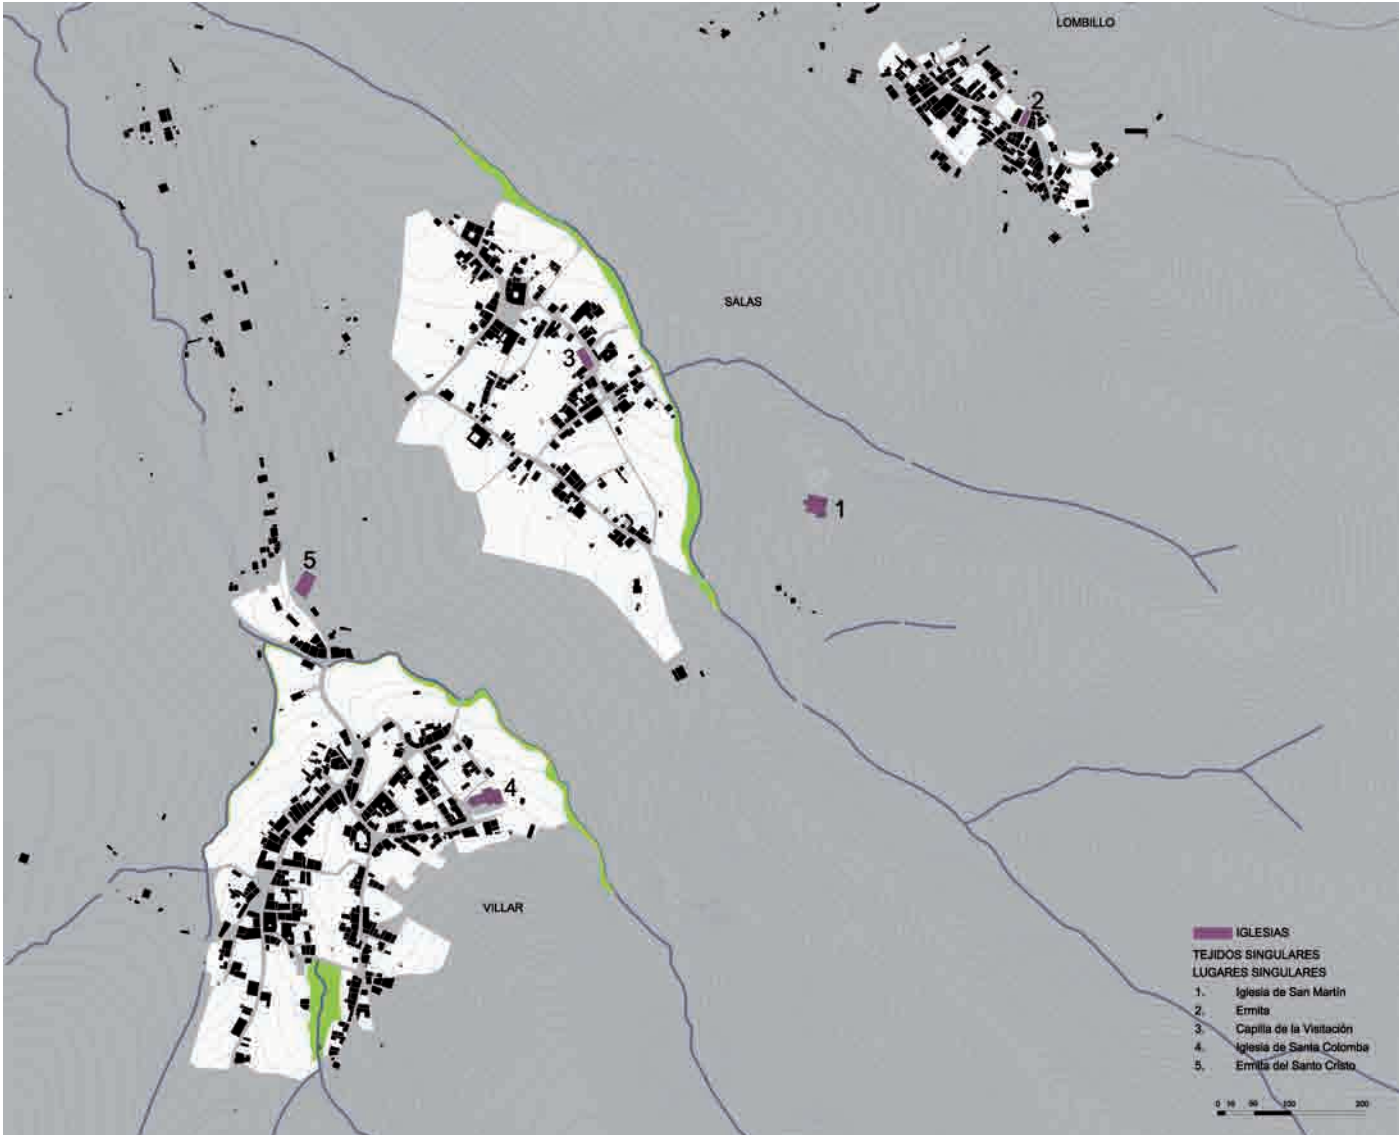 LOMBILLO
2
SALAS
3
1
5
4
VILLAR
IGLESIAS
TEJIDOS SINGULARES
LUGARES SINGULARES
1. Iglesia de San Martín
2. Ermita
3. Capilla de la Visitación
4. Iglesia de Santa Colomba
5. Ermita del Santo Cristo
0 50 100 200